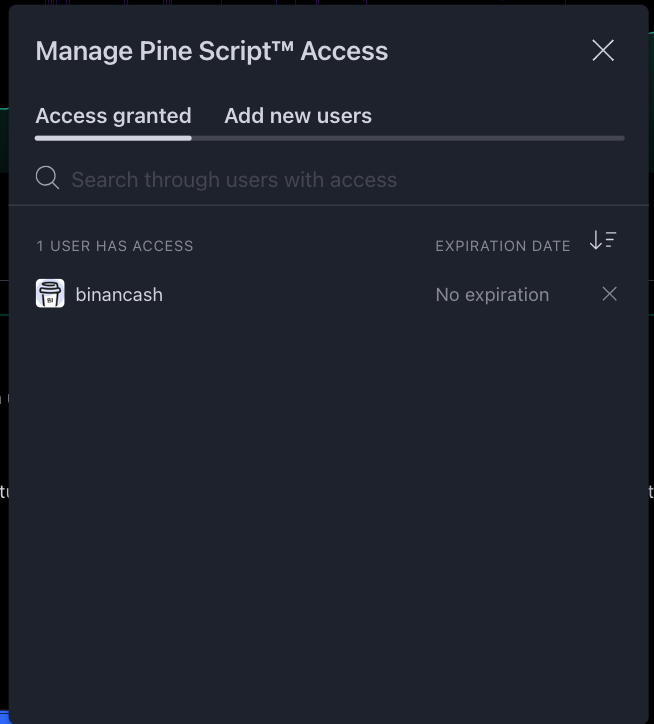 Manage Pine Script™ Access
Access granted Add new users
Search through users with access
1 USER HAS ACCESS EXPIRATION DATE
BI binancash No expiration